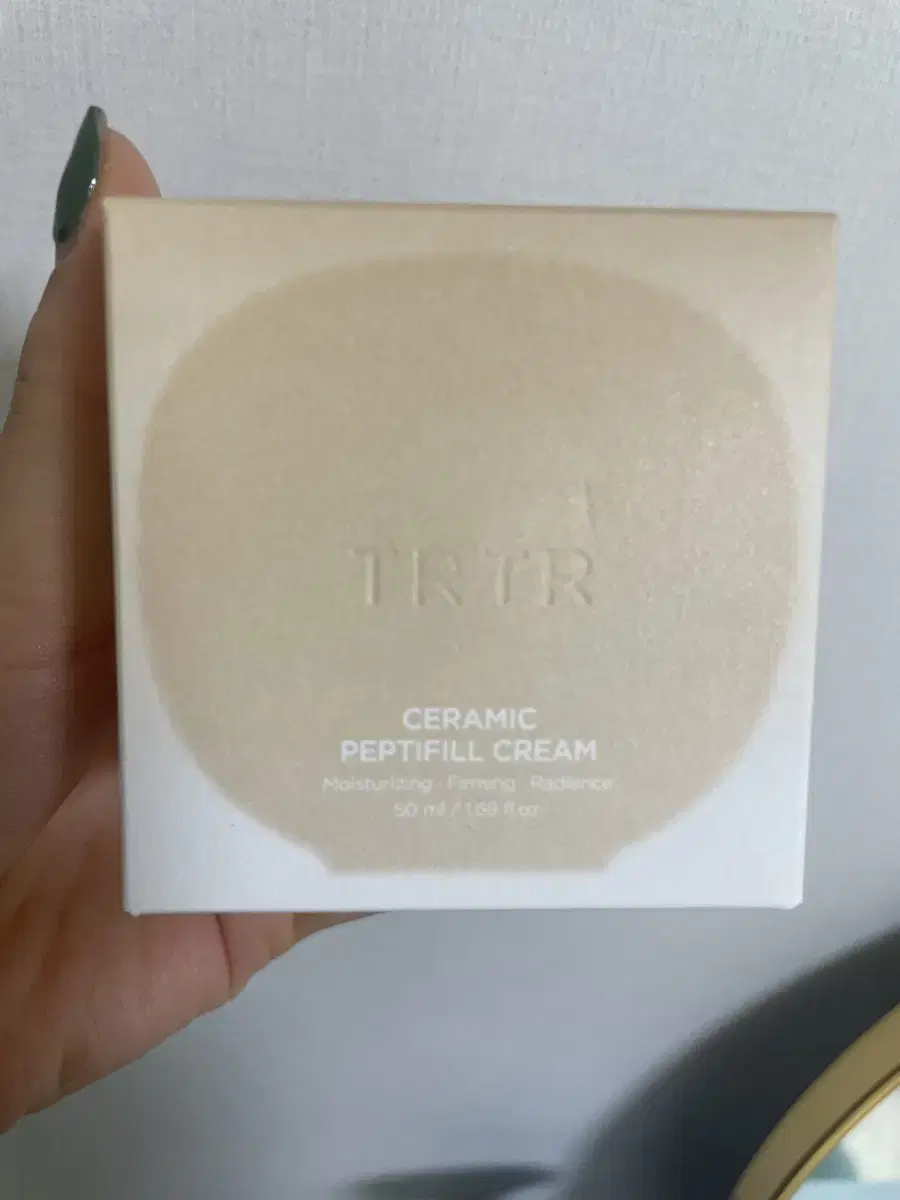 TRTR
CERAMIC
PEPTIFILL CREAM
Moisturizing Firming Radiance
50 ml / 1.69 fl oz